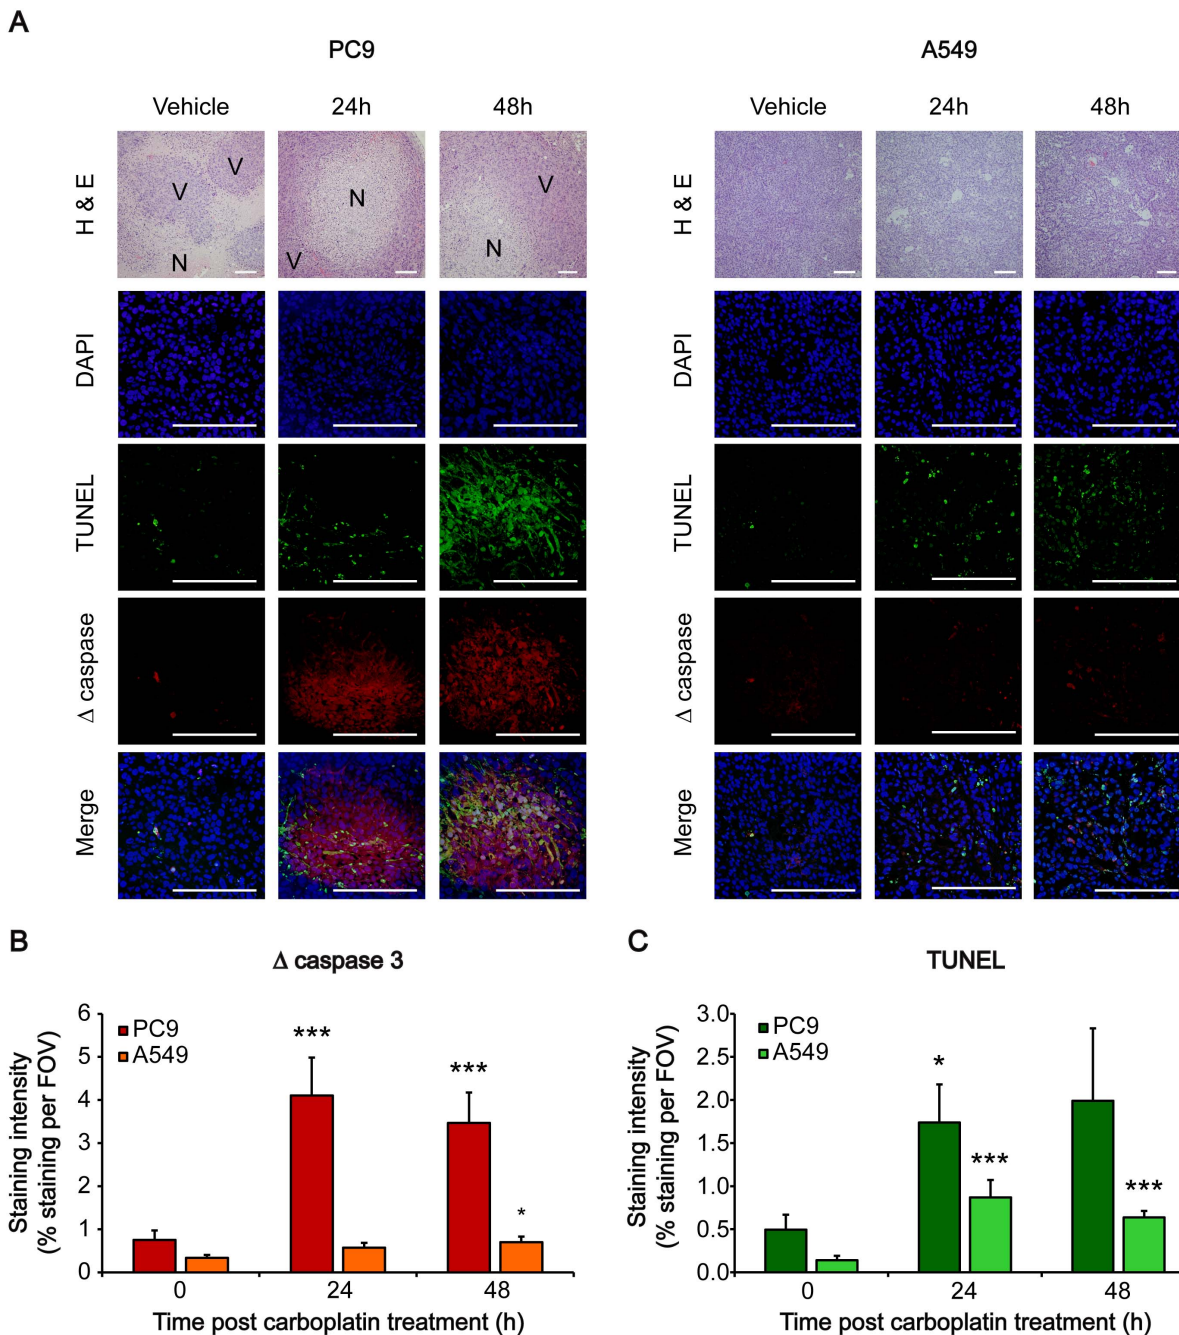 A
PC9
A549
Vehicle 24h 48h
Vehicle 24h 48h
H & E
V V N
N V
V N
H & E
DAPI
DAPI
TUNEL
TUNEL
Δ caspase
Δ caspase
Merge
Merge
B
Δ caspase 3
Staining intensity
(% staining per FOV)
6
5
4
3
2
1
0
PC9
A549
***
***
*
0 24 48
Time post carboplatin treatment (h)
C
TUNEL
Staining intensity
(% staining per FOV)
3.0
2.5
2.0
1.5
1.0
0.5
0.0
PC9
A549
*
***
***
0 24 48
Time post carboplatin treatment (h)